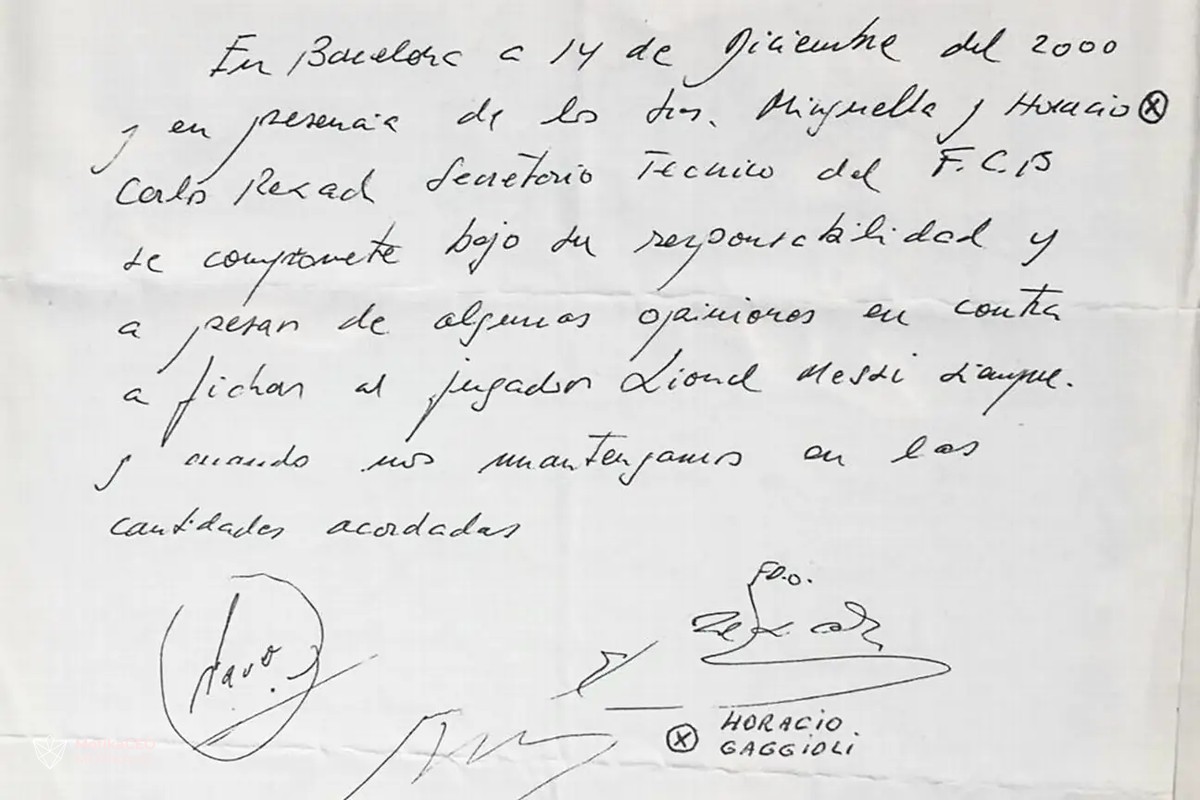 En Barcelona a 14 de Diciembre del 2000
y en presencia de los Srs. Minguella y Horacio ⓧ
Carlos Rexach Secretario Tecnico del F.C.B
se compromete bajo su responsabilidad y
a pesar de algunas opiniones en contra
a fichar al jugador Lionel Messi siempre.
y cuando nos mantengamos en las
cantidades acordadas
FDO.
ⓧ HORACIO
GAGGIOLI